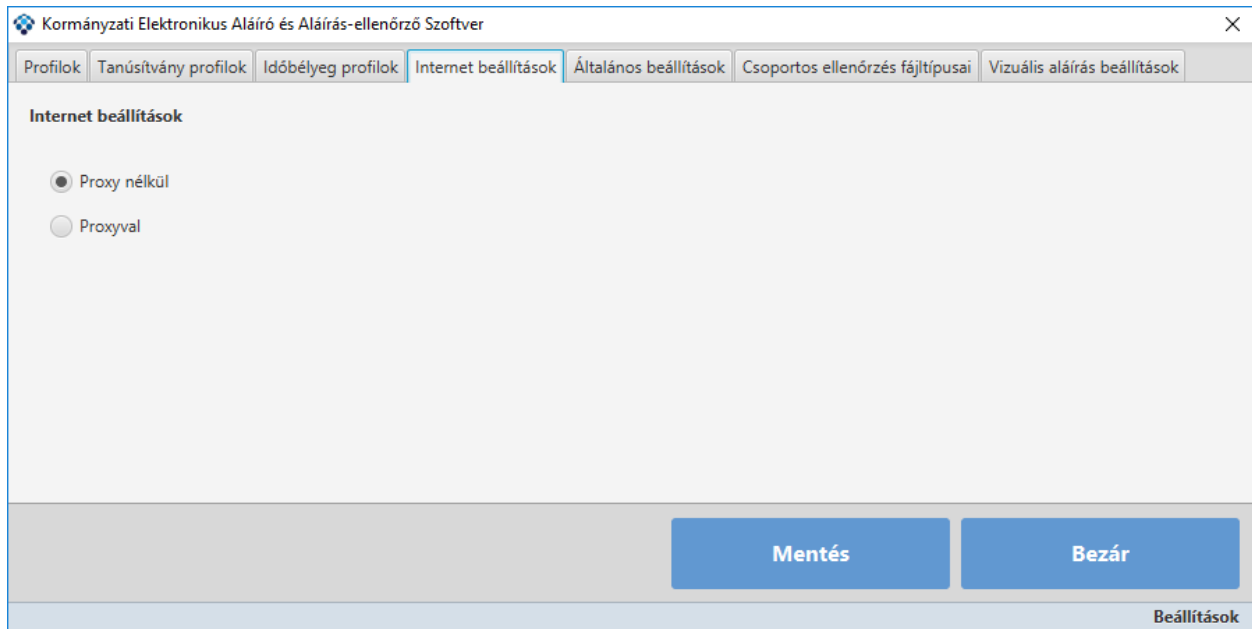 Kormányzati Elektronikus Aláíró és Aláírás-ellenőrző Szoftver
Profilok Tanúsítvány profilok Időbélyeg profilok Internet beállítások Általános beállítások Csoportos ellenőrzés fájltípusai Vizuális aláírás beállítások
Internet beállítások
Proxy nélkül
Proxyval
Mentés Bezár
Beállítások